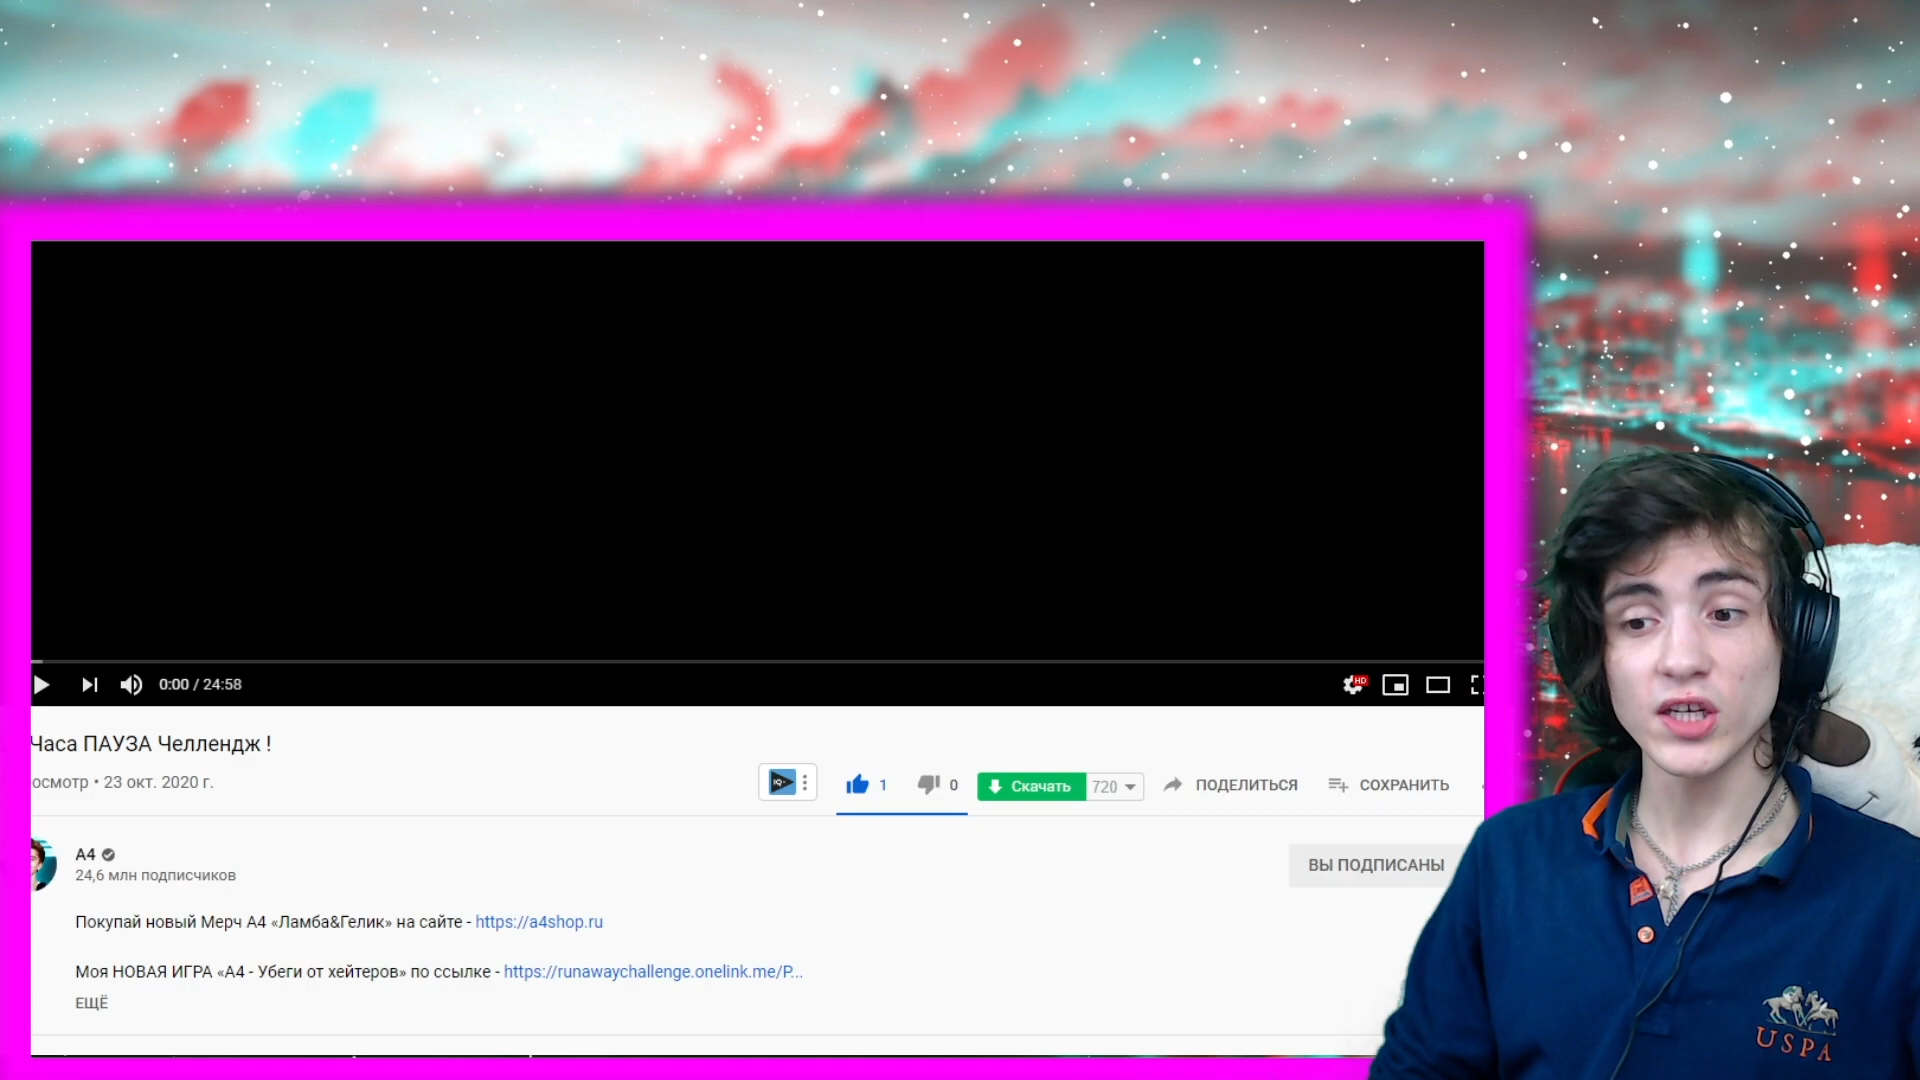 0:00 / 24:58
HD
Часа ПАУЗА Челлендж !
осмотр • 23 окт. 2020 г.
IQ
1
0
Скачать
720
ПОДЕЛИТЬСЯ
СОХРАНИТЬ
A4
24,6 млн подписчиков
ВЫ ПОДПИСАНЫ
Покупай новый Мерч А4 «Ламба&Гелик» на сайте - https://a4shop.ru
Моя НОВАЯ ИГРА «А4 - Убеги от хейтеров» по ссылке - https://runawaychallenge.onelink.me/P...
ЕЩЁ
USPA